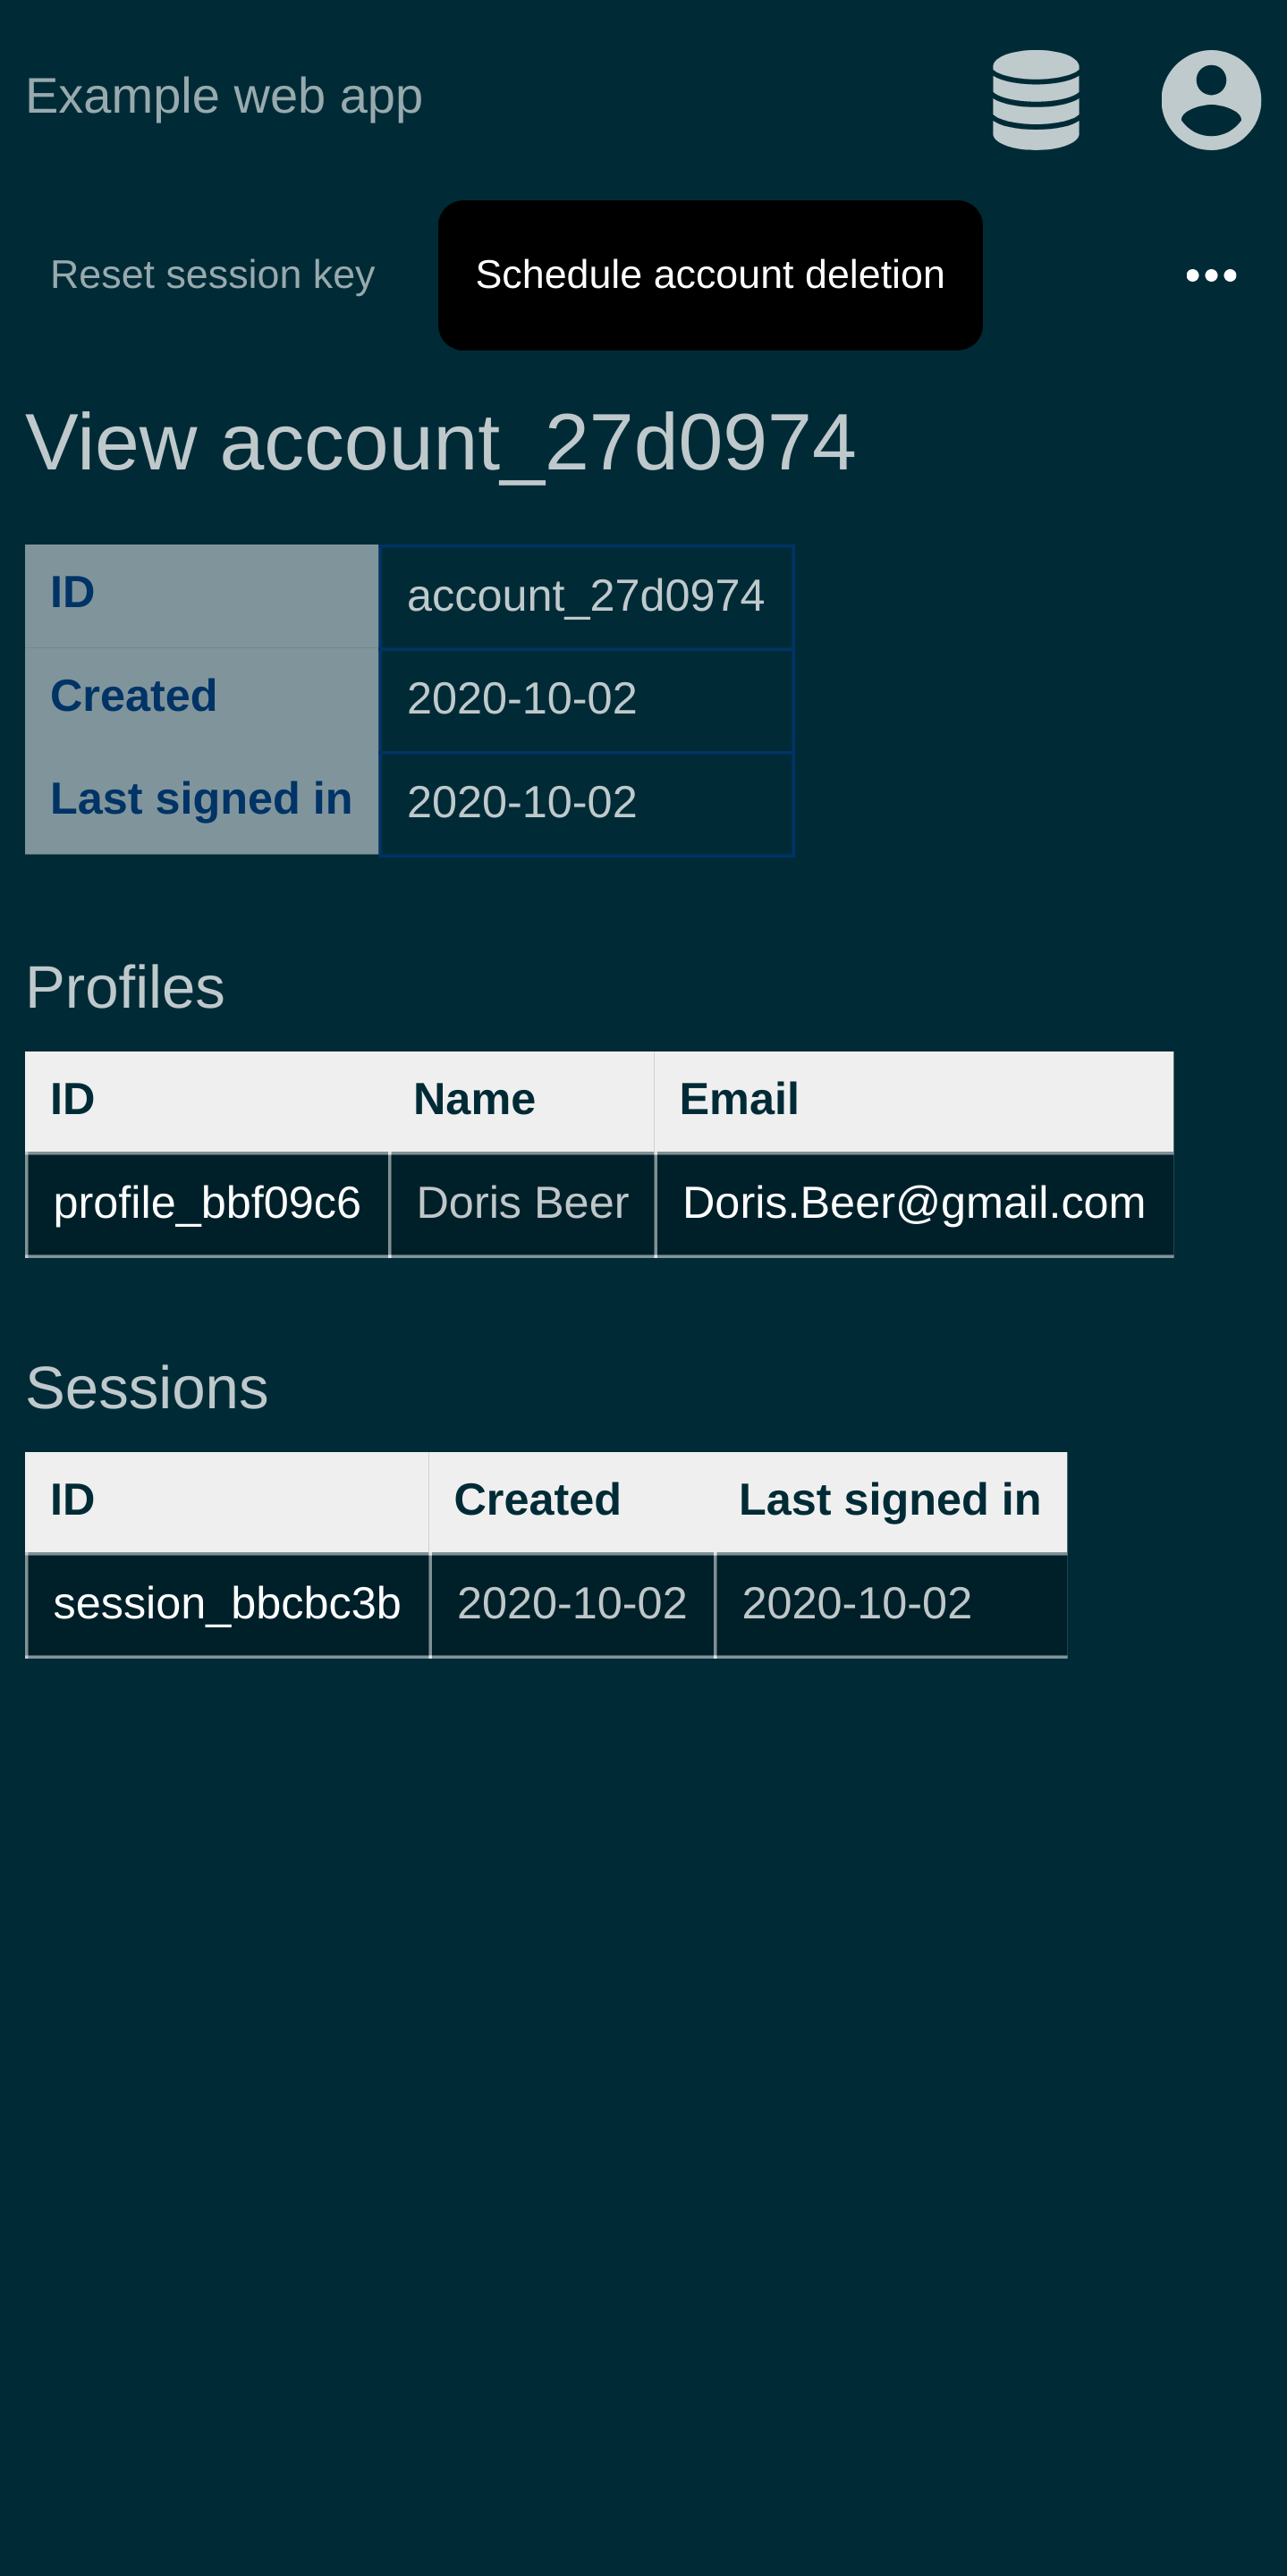 Example web app
Reset session key Schedule account deletion •••
View account_27d0974
ID account_27d0974
Created 2020-10-02
Last signed in 2020-10-02
Profiles
ID Name Email
profile_bbf09c6 Doris Beer Doris.Beer@gmail.com
Sessions
ID Created Last signed in
session_bbcbc3b 2020-10-02 2020-10-02